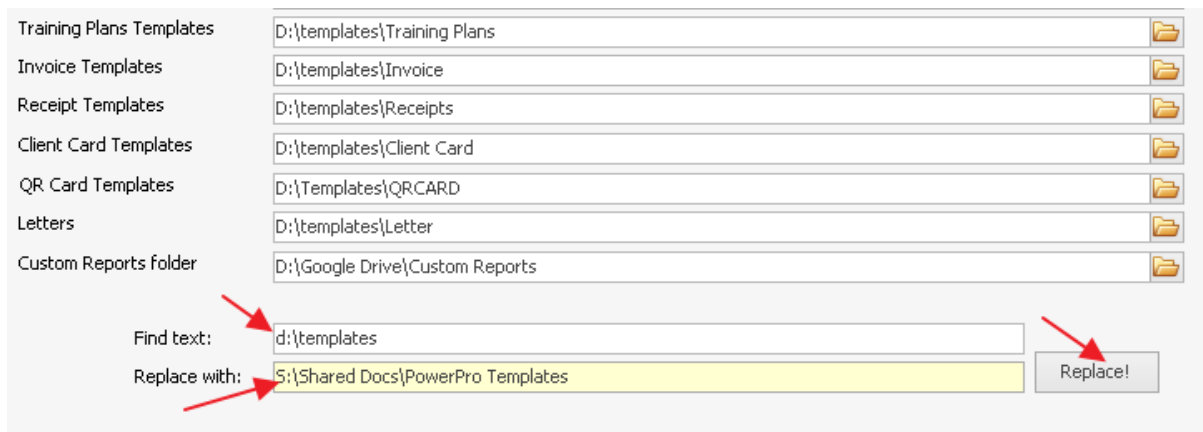 Training Plans Templates D:\templates\Training Plans
Invoice Templates D:\templates\Invoice
Receipt Templates D:\templates\Receipts
Client Card Templates D:\templates\Client Card
QR Card Templates D:\Templates\QRCARD
Letters D:\templates\Letter
Custom Reports folder D:\Google Drive\Custom Reports
Find text: d:\templates
Replace with: S:\Shared Docs\PowerPro Templates Replace!